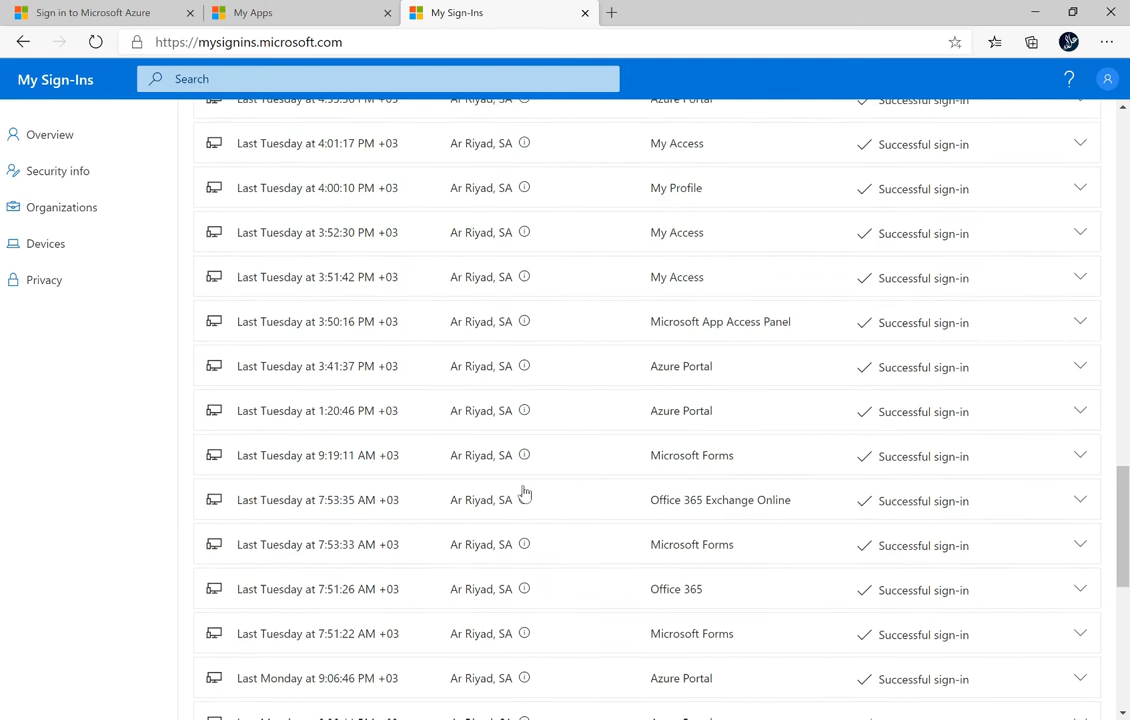 Sign in to Microsoft Azure
My Apps
My Sign-Ins
https://mysignins.microsoft.com
My Sign-Ins
Search
?
Overview
Security info
Organizations
Devices
Privacy
Azure Portal Successful sign-in
Last Tuesday at 4:01:17 PM +03 Ar Riyad, SA My Access Successful sign-in
Last Tuesday at 4:00:10 PM +03 Ar Riyad, SA My Profile Successful sign-in
Last Tuesday at 3:52:30 PM +03 Ar Riyad, SA My Access Successful sign-in
Last Tuesday at 3:51:42 PM +03 Ar Riyad, SA My Access Successful sign-in
Last Tuesday at 3:50:16 PM +03 Ar Riyad, SA Microsoft App Access Panel Successful sign-in
Last Tuesday at 3:41:37 PM +03 Ar Riyad, SA Azure Portal Successful sign-in
Last Tuesday at 1:20:46 PM +03 Ar Riyad, SA Azure Portal Successful sign-in
Last Tuesday at 9:19:11 AM +03 Ar Riyad, SA Microsoft Forms Successful sign-in
Last Tuesday at 7:53:35 AM +03 Ar Riyad, SA Office 365 Exchange Online Successful sign-in
Last Tuesday at 7:53:33 AM +03 Ar Riyad, SA Microsoft Forms Successful sign-in
Last Tuesday at 7:51:26 AM +03 Ar Riyad, SA Office 365 Successful sign-in
Last Tuesday at 7:51:22 AM +03 Ar Riyad, SA Microsoft Forms Successful sign-in
Last Monday at 9:06:46 PM +03 Ar Riyad, SA Azure Portal Successful sign-in